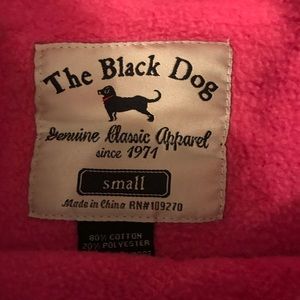 The Black Dog
Genuine Classic Apparel
since 1971
small
Made in China RN#109270
80% COTTON
20% POLYESTER